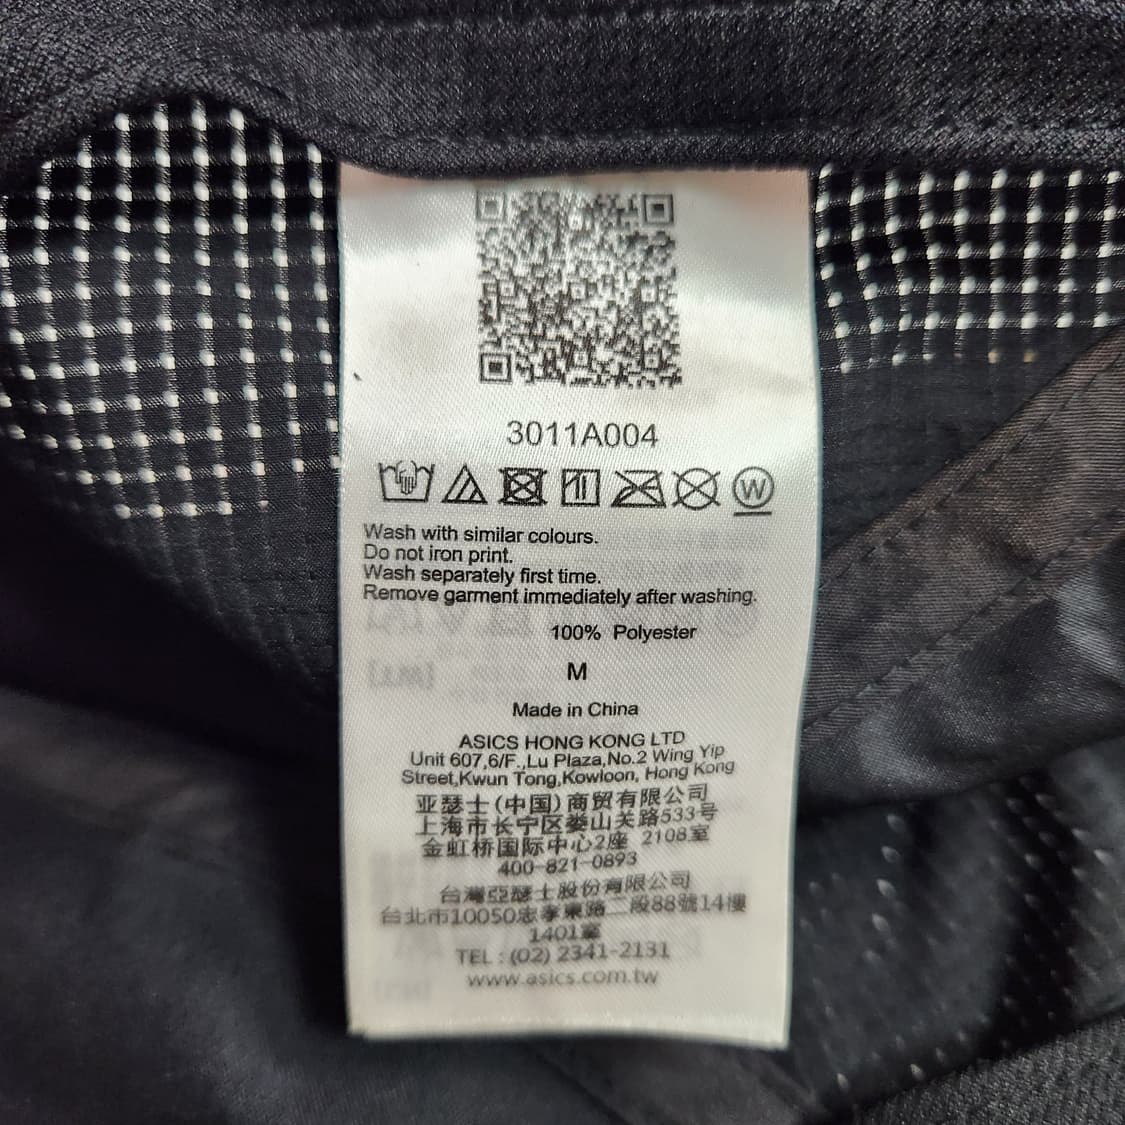 3011A004
W
Wash with similar colours.
Do not iron print.
Wash separately first time.
Remove garment immediately after washing.
100% Polyester
M
Made in China
ASICS HONG KONG LTD
Unit 607,6/F.,Lu Plaza,No.2 Wing Yip
Street,Kwun Tong,Kowloon, Hong Kong
亚瑟士(中国)商贸有限公司
上海市长宁区娄山关路533号
金虹桥国际中心2座 2108室
400-821-0893
台灣亞瑟士股份有限公司
台北市10050忠孝東路二段88號14樓
1401室
TEL : (02) 2341-2131
www.asics.com.tw